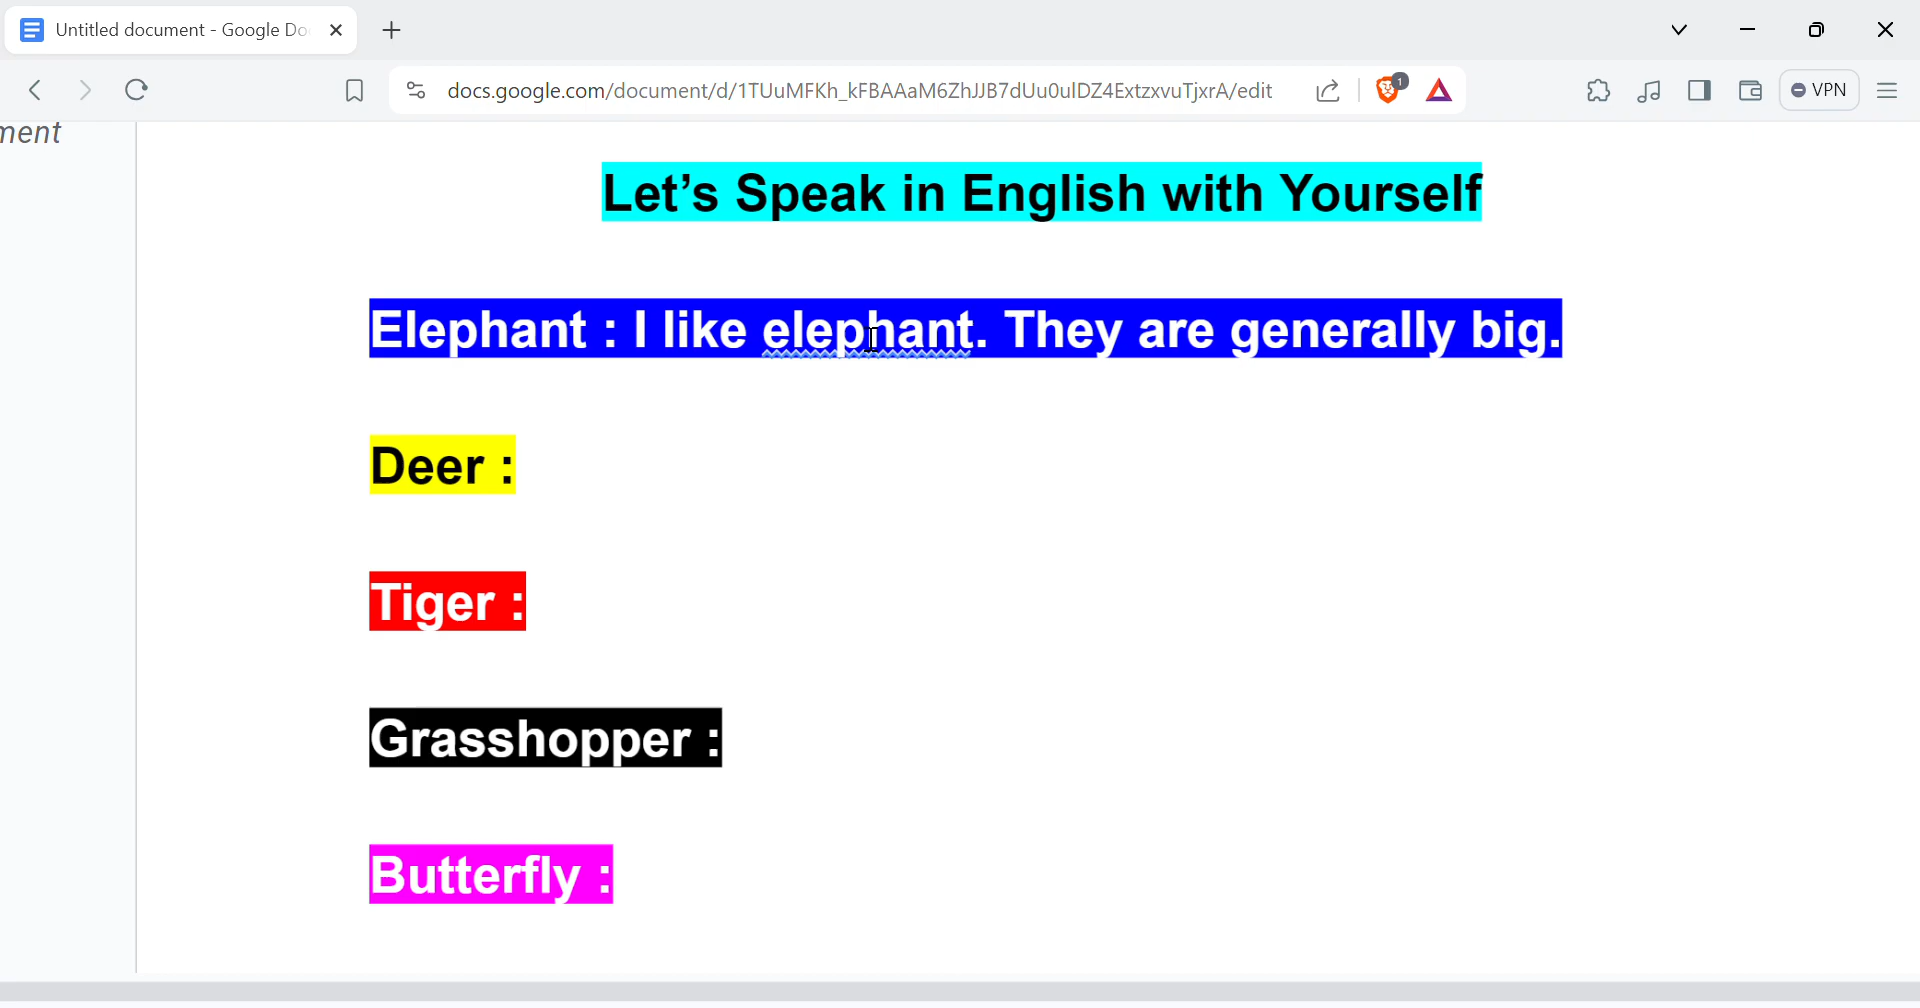 Untitled document - Google Do
docs.google.com/document/d/1TUuMFKh_kFBAAaM6ZhJJB7dUu0uIDZ4ExtzxvuTjxrA/edit
1
VPN
ment
Let’s Speak in English with Yourself
Elephant : I like elephant. They are generally big.
Deer :
Tiger :
Grasshopper :
Butterfly :